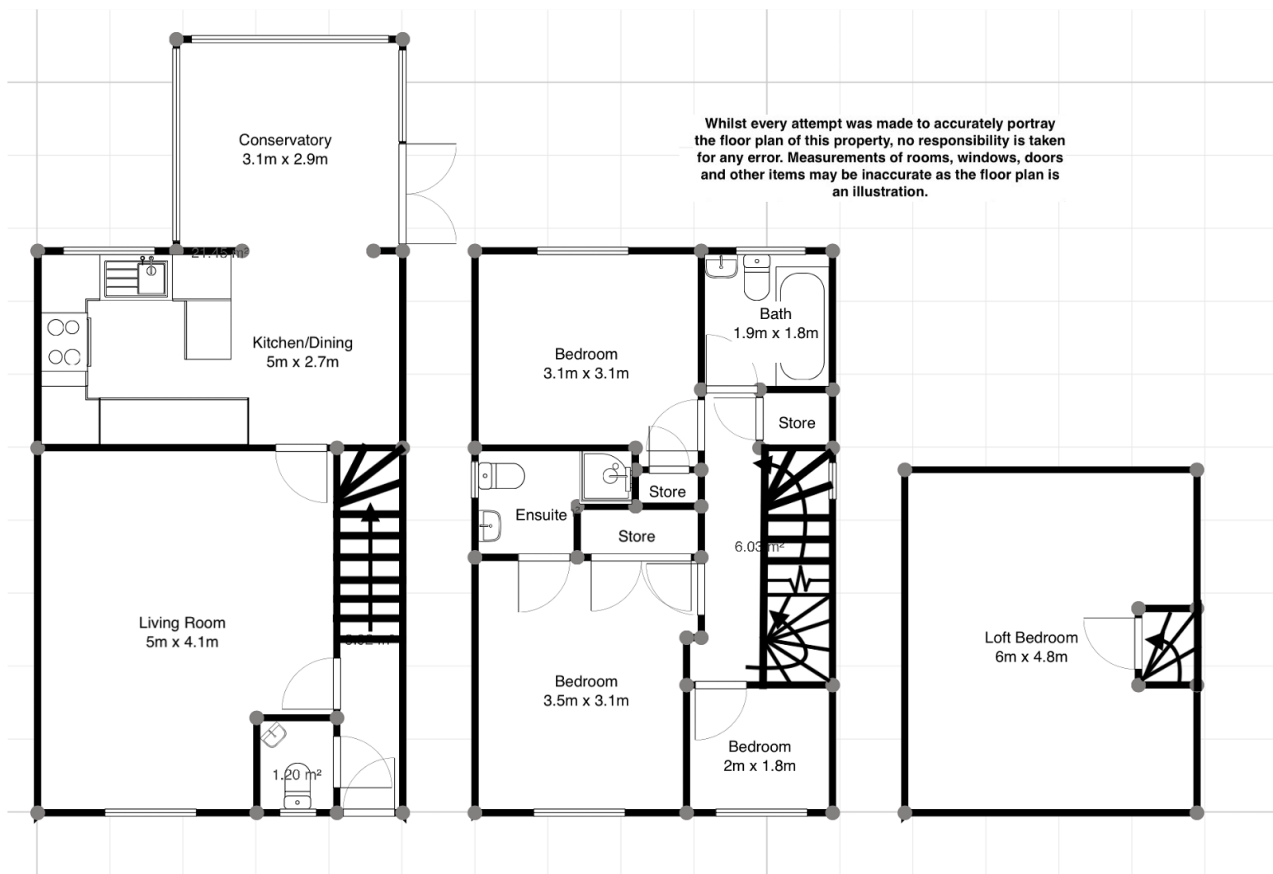 Conservatory
3.1m x 2.9m
Whilst every attempt was made to accurately portray
the floor plan of this property, no responsibility is taken
for any error. Measurements of rooms, windows, doors
and other items may be inaccurate as the floor plan is
an illustration.
21.45 m²
Kitchen/Dining
5m x 2.7m
Living Room
5m x 4.1m
1.20 m²
Bedroom
3.1m x 3.1m
Bath
1.9m x 1.8m
Store
Store
Ensuite
Store
6.03 m²
Bedroom
3.5m x 3.1m
Bedroom
2m x 1.8m
Loft Bedroom
6m x 4.8m